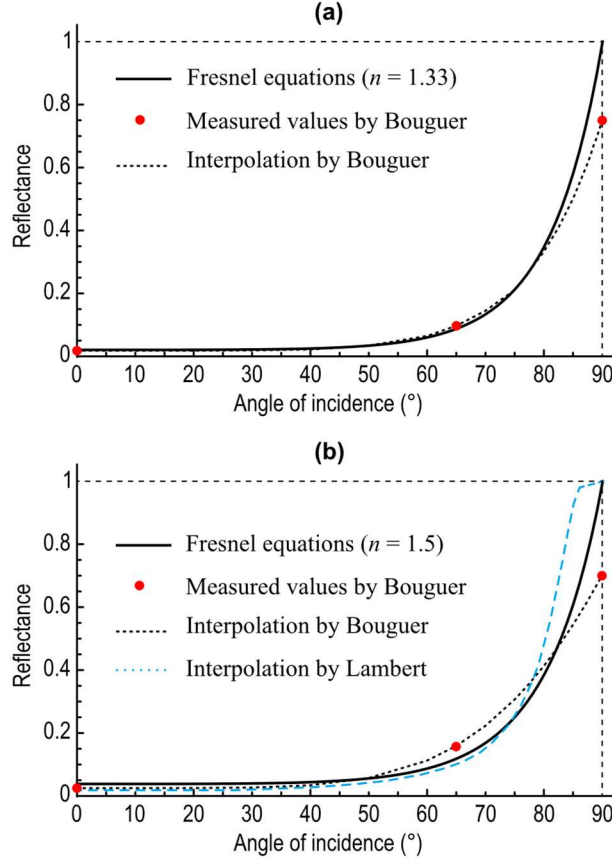 (a)
1
0.8
0.6
0.4
0.2
0
Reflectance
Fresnel equations (n = 1.33)
Measured values by Bouguer
Interpolation by Bouguer
0 10 20 30 40 50 60 70 80 90
Angle of incidence (°)
(b)
1
0.8
0.6
0.4
0.2
0
Reflectance
Fresnel equations (n = 1.5)
Measured values by Bouguer
Interpolation by Bouguer
Interpolation by Lambert
0 10 20 30 40 50 60 70 80 90
Angle of incidence (°)